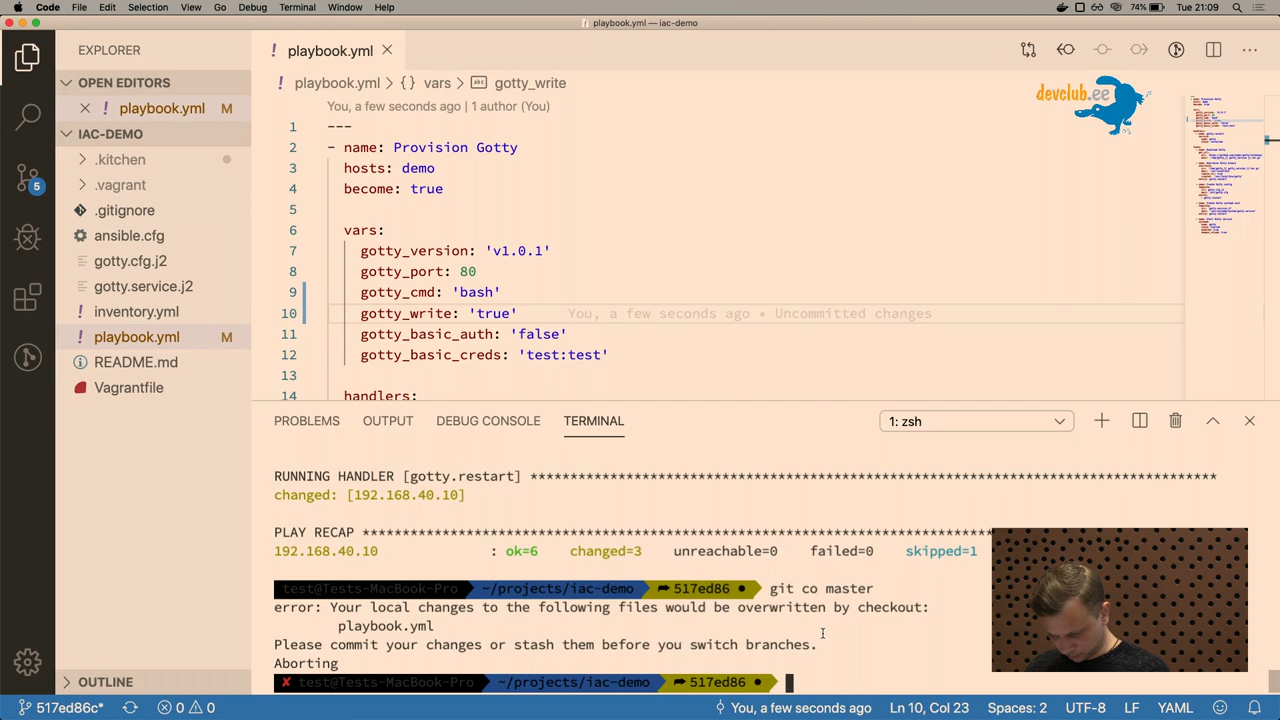 Code File Edit Selection View Go Debug Terminal Window Help 74% Tue 21:09
playbook.yml — iac-demo
EXPLORER
OPEN EDITORS
playbook.yml M
IAC-DEMO
.kitchen
.vagrant
.gitignore
ansible.cfg
gotty.cfg.j2
gotty.service.j2
inventory.yml
playbook.yml M
README.md
Vagrantfile
OUTLINE
5
playbook.yml
playbook.yml > {} vars > abc gotty_write
devclub.ee
You, a few seconds ago | 1 author (You)
1 ---
2 - name: Provision Gotty
3 hosts: demo
4 become: true
5
6 vars:
7 gotty_version: 'v1.0.1'
8 gotty_port: 80
9 gotty_cmd: 'bash'
10 gotty_write: 'true' You, a few seconds ago • Uncommitted changes
11 gotty_basic_auth: 'false'
12 gotty_basic_creds: 'test:test'
13
14 handlers:
PROBLEMS OUTPUT DEBUG CONSOLE TERMINAL 1: zsh
RUNNING HANDLER [gotty.restart] ************************************************************************************
changed: [192.168.40.10]
PLAY RECAP ******************************************************************************
192.168.40.10 : ok=6 changed=3 unreachable=0 failed=0 skipped=1
test@Tests-MacBook-Pro ~/projects/iac-demo ➦ 517ed86 ● git co master
error: Your local changes to the following files would be overwritten by checkout:
playbook.yml
Please commit your changes or stash them before you switch branches.
Aborting
✘ test@Tests-MacBook-Pro ~/projects/iac-demo ➦ 517ed86 ●
517ed86c* 0 0 You, a few seconds ago Ln 10, Col 23 Spaces: 2 UTF-8 LF YAML